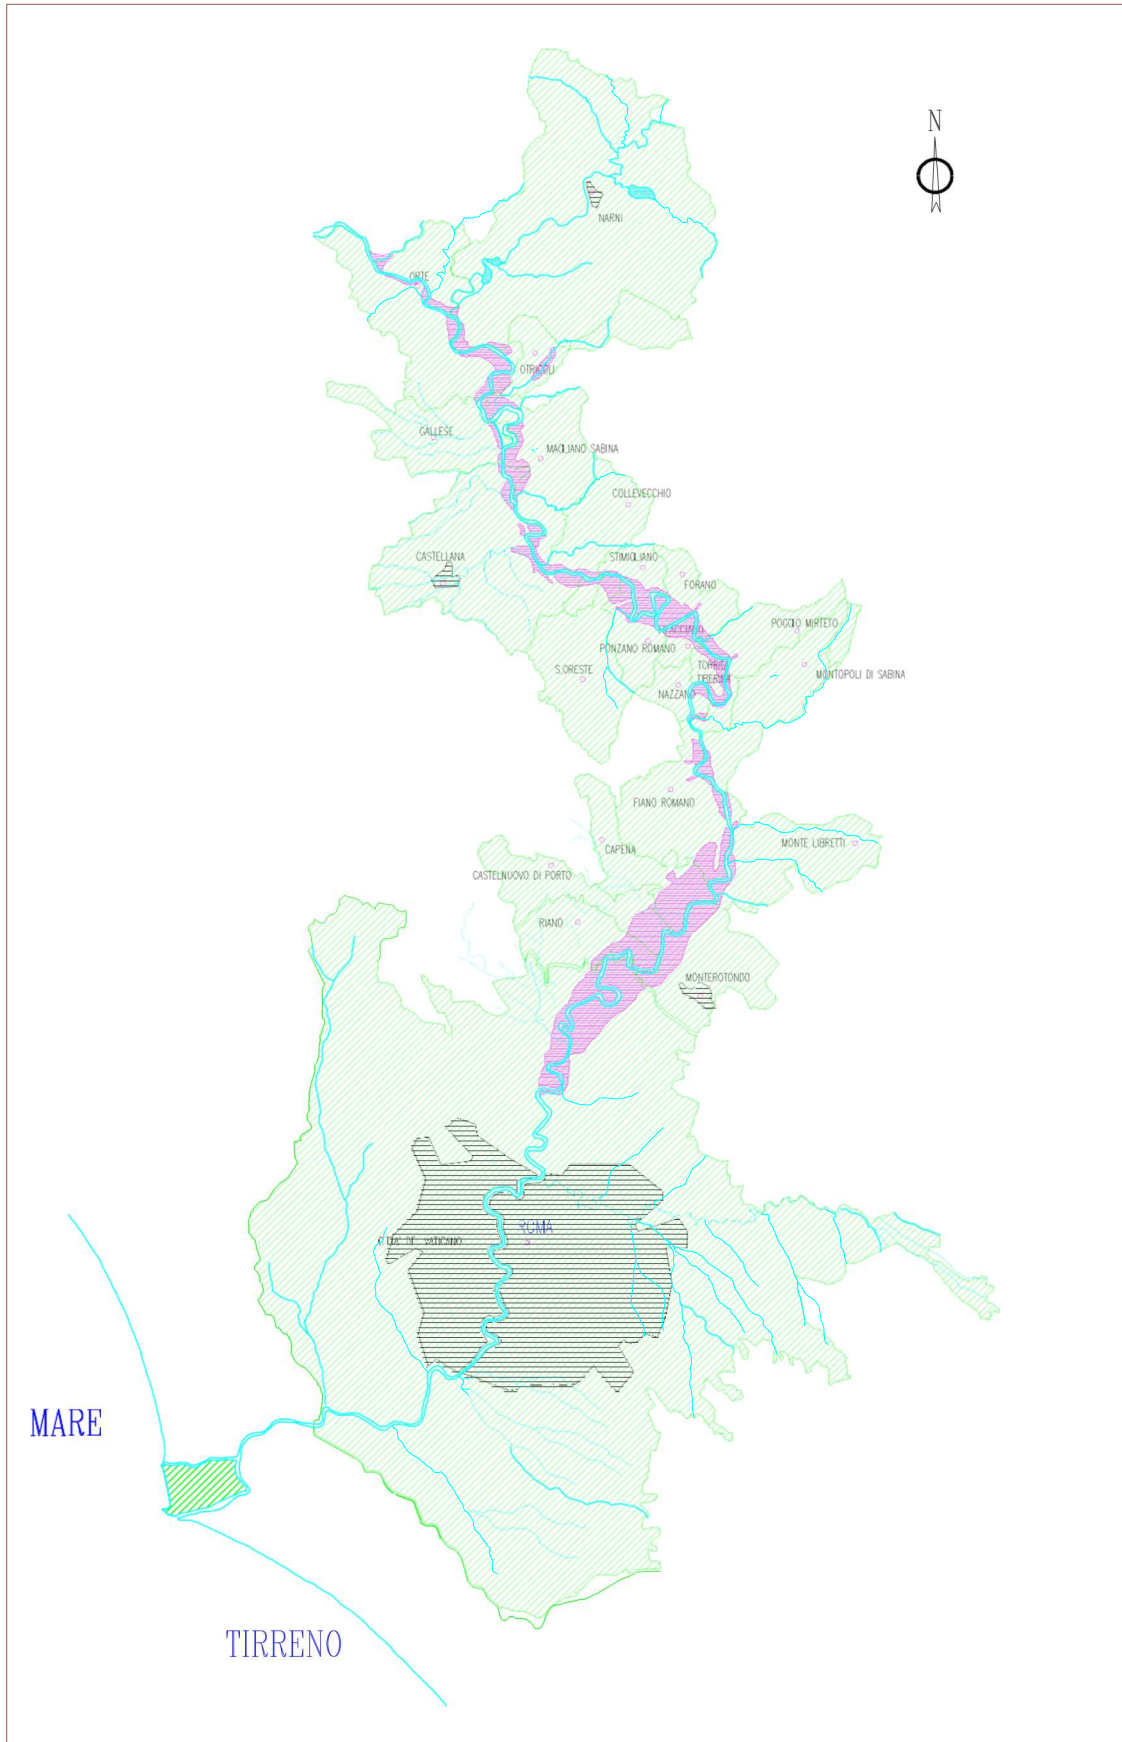 N
NARNI
ORTE
OTRICOLI
GALLESE
MAGLIANO SABINA
COLLEVECCHIO
CASTELLANA
STIMIGLIANO
FORANO
POGGIO MIRTETO
PONZANO ROMANO
S.ORESTE
TORRITA
TIBERINA
MONTOPOLI DI SABINA
NAZZANO
FIANO ROMANO
MONTE LIBRETTI
CAPENA
CASTELNUOVO DI PORTO
RIANO
MONTEROTONDO
ROMA
VATICANO
MARE
TIRRENO